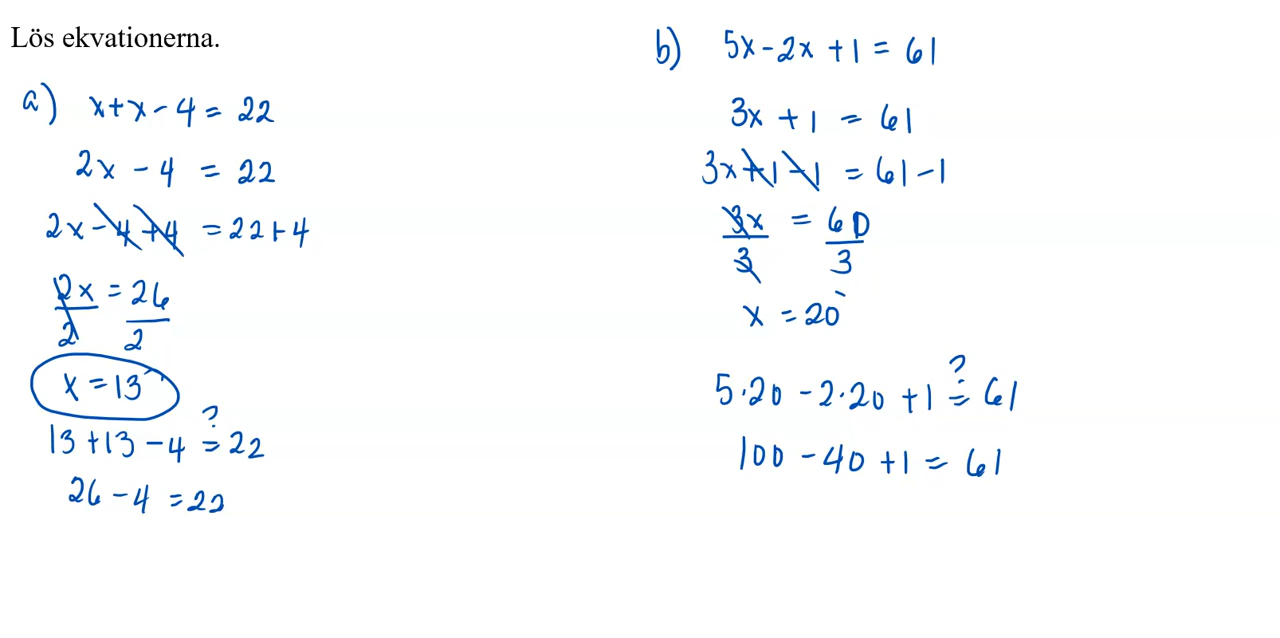 Lös ekvationerna.
a) x+x-4=22
2x-4=22
2x-4+4=22+4
2x/2=26/2
x=13
13+13-4?=22
26-4=22
b) 5x-2x+1=61
3x+1=61
3x+1-1=61-1
3x/3=60/3
x=20
5·20-2·20+1?=61
100-40+1=61